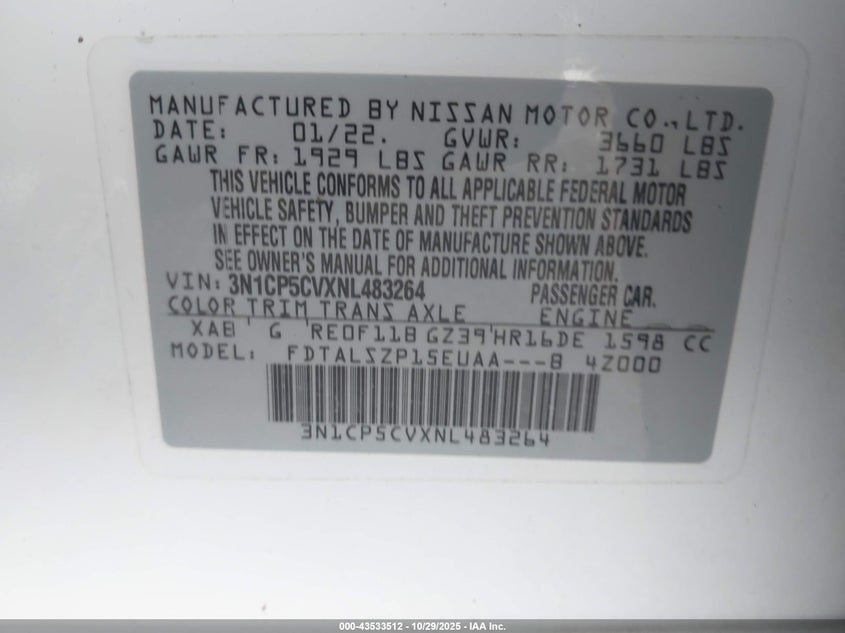 MANUFACTURED BY NISSAN MOTOR CO., LTD.
DATE: 01/22. GVWR: 3660 LBS
GAWR FR: 1929 LBS GAWR RR: 1731 LBS
THIS VEHICLE CONFORMS TO ALL APPLICABLE FEDERAL MOTOR
VEHICLE SAFETY, BUMPER AND THEFT PREVENTION STANDARDS
IN EFFECT ON THE DATE OF MANUFACTURE SHOWN ABOVE.
SEE OWNER'S MANUAL FOR ADDITIONAL INFORMATION.
VIN: 3N1CP5CVXNL483264 PASSENGER CAR.
COLOR TRIM TRANS AXLE ENGINE
XAB G RE0F11B GZ39 HR16DE 1598 CC
MODEL: FDTALSZP15EUAA---B 4Z000
3N1CP5CVXNL483264
000-43533512 - 10/29/2025 - IAA Inc.